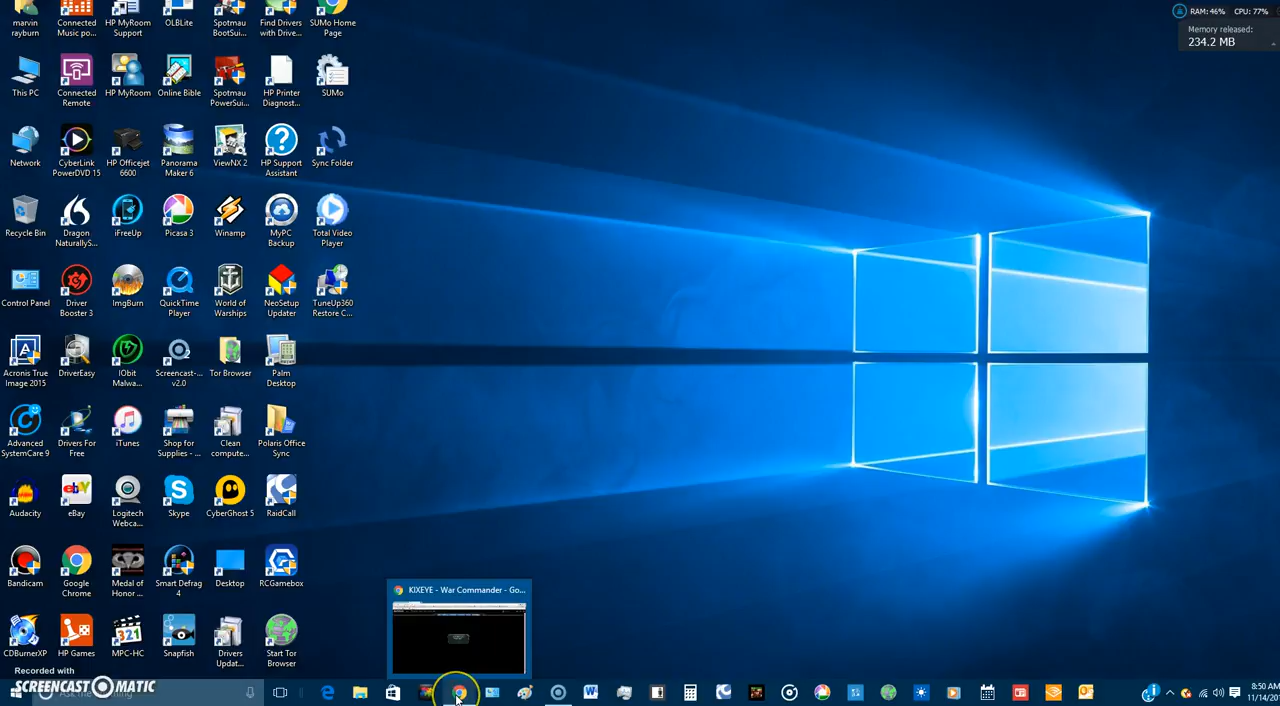 marvin rayburn
Connected Music po...
HP MyRoom Support
OLBLite
Spotmau BootSui...
Find Drivers with Drive...
SUMo Home Page
RAM: 46% CPU: 77%
Memory released:
234.2 MB
This PC
Connected Remote
HP MyRoom
Online Bible
Spotmau PowerSui...
HP Printer Diagnost...
SUMo
Network
CyberLink PowerDVD 15
HP Officejet 6600
Panorama Maker 6
ViewNX 2
HP Support Assistant
Sync Folder
Recycle Bin
Dragon NaturallyS...
iFreeUp
Picasa 3
Winamp
MyPC Backup
Total Video Player
Control Panel
Driver Booster 3
ImgBurn
QuickTime Player
World of Warships
NeoSetup Updater
TuneUp360 Restore C...
Acronis True Image 2015
DriverEasy
IObit Malwa...
Screencast-... v2.0
Tor Browser
Palm Desktop
Advanced SystemCare 9
Drivers For Free
iTunes
Shop for Supplies - ...
Clean compute...
Polaris Office Sync
Audacity
eBay
Logitech Webca...
Skype
CyberGhost 5
RaidCall
Bandicam
Google Chrome
Medal of Honor ...
Smart Defrag 4
Desktop
RCGamebox
KIXEYE - War Commander - Go...
CDBurnerXP
HP Games
321
MPC-HC
Snapfish
Drivers Updat...
Start Tor Browser
Recorded with
SCREENCAST-O-MATIC
8:50 AM
11/14/20